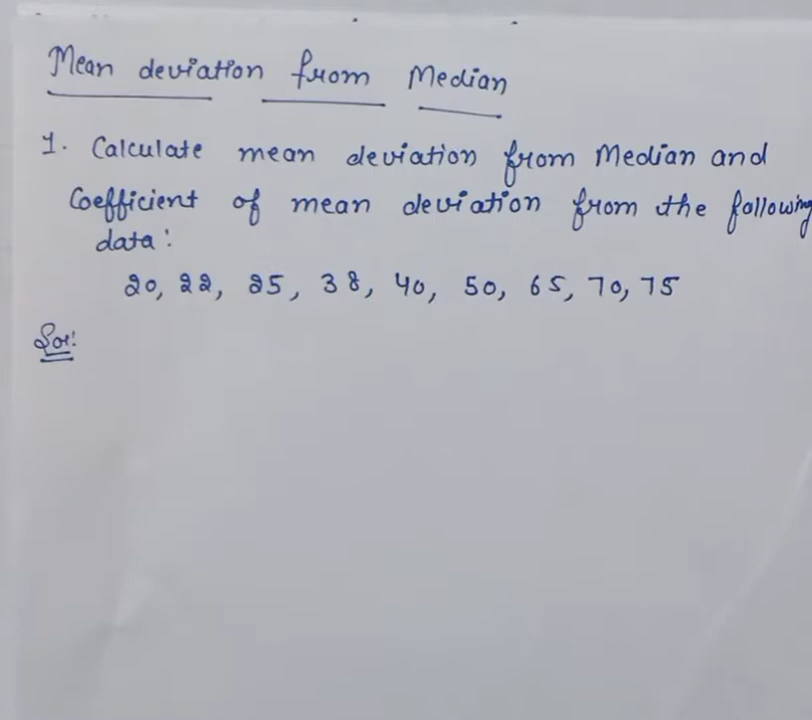 Mean deviation from Median
1. Calculate mean deviation from Median and
Coefficient of mean deviation from the following
data:
20, 22, 25, 38, 40, 50, 65, 70, 75
Sol: